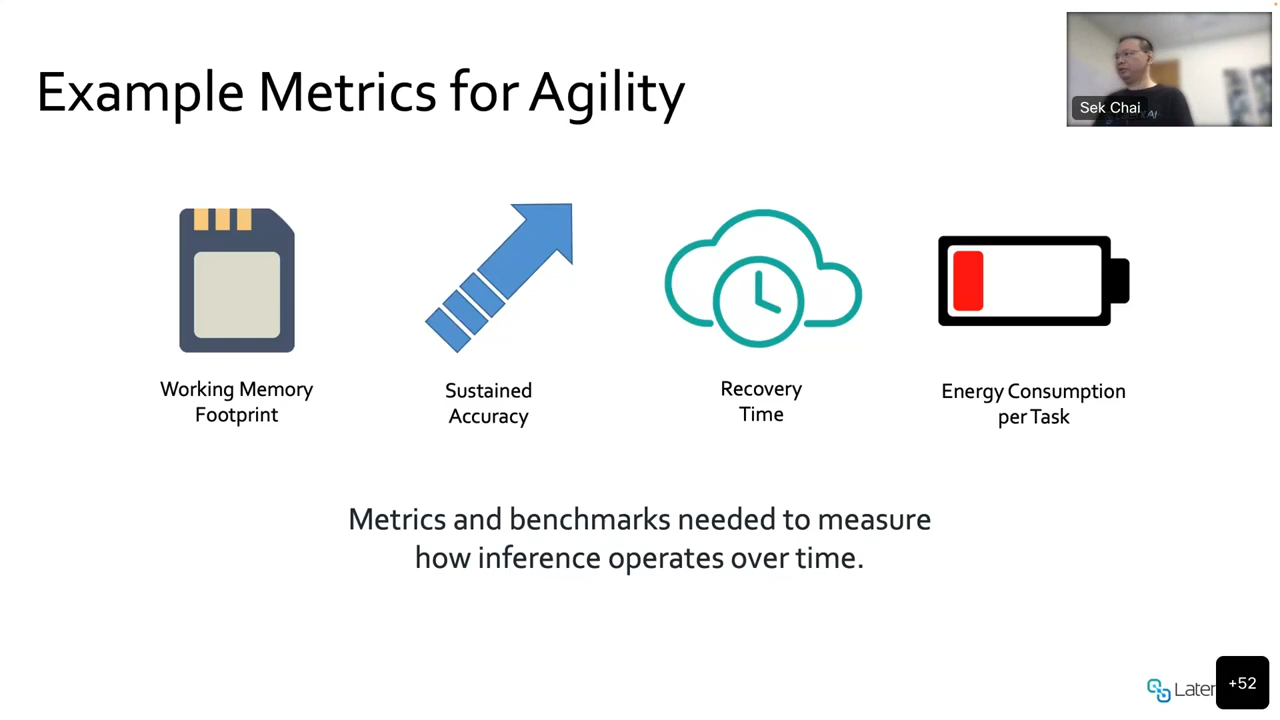 Example Metrics for Agility
Sek Chai
Working Memory
Footprint
Sustained
Accuracy
Recovery
Time
Energy Consumption
per Task
Metrics and benchmarks needed to measure
how inference operates over time.
Later
+52